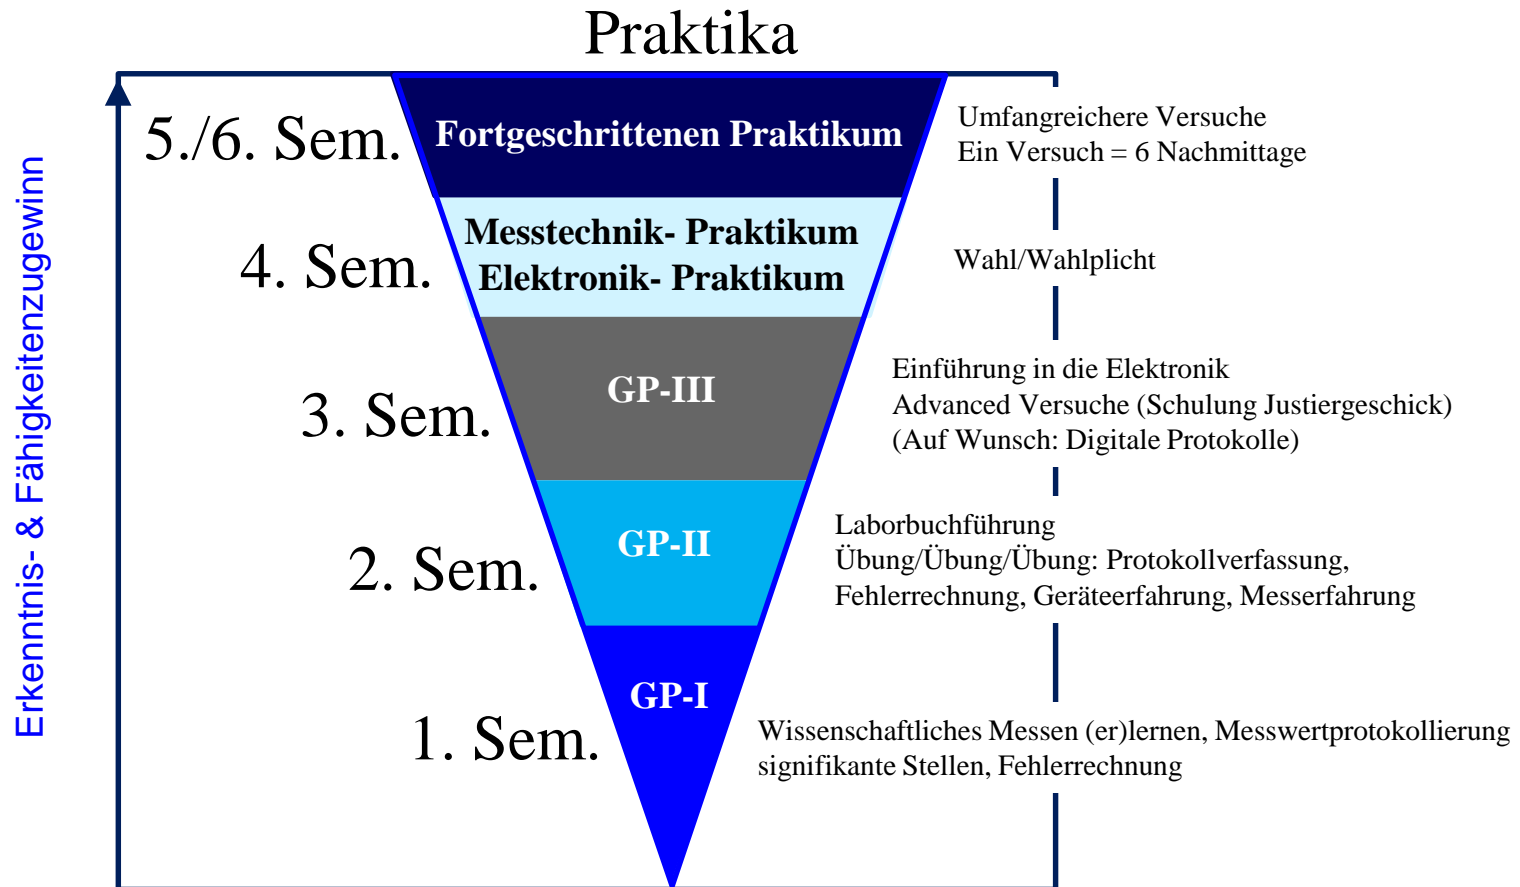 Praktika
Erkenntnis- & Fähigkeitenzugewinn
5./6. Sem.
Fortgeschrittenen Praktikum
Umfangreichere Versuche
Ein Versuch = 6 Nachmittage
4. Sem.
Messtechnik- Praktikum
Elektronik- Praktikum
Wahl/Wahlplicht
3. Sem.
GP-III
Einführung in die Elektronik
Advanced Versuche (Schulung Justiergeschick)
(Auf Wunsch: Digitale Protokolle)
2. Sem.
GP-II
Laborbuchführung
Übung/Übung/Übung: Protokollverfassung,
Fehlerrechnung, Geräteerfahrung, Messerfahrung
1. Sem.
GP-I
Wissenschaftliches Messen (er)lernen, Messwertprotokollierung
signifikante Stellen, Fehlerrechnung